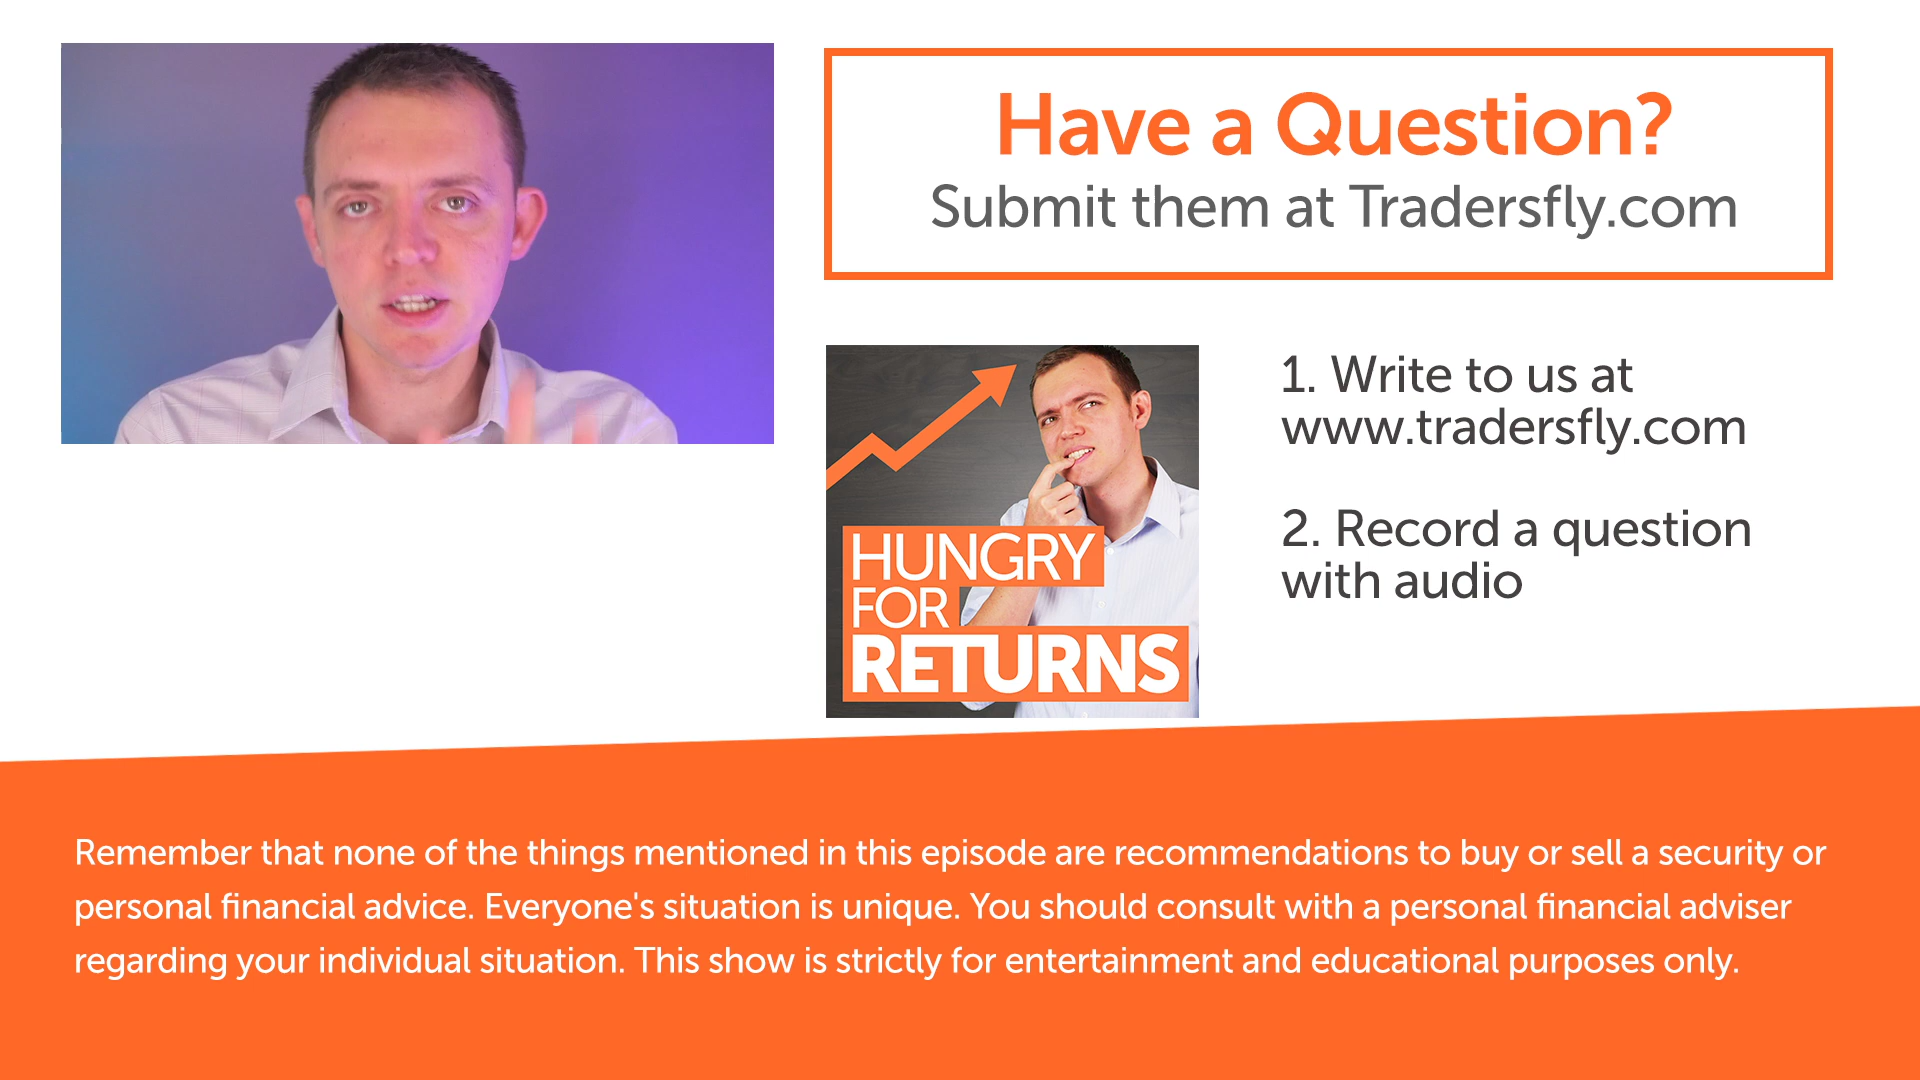 Have a Question?
Submit them at Tradersfly.com
HUNGRY
FOR
RETURNS
1. Write to us at
www.tradersfly.com
2. Record a question
with audio
Remember that none of the things mentioned in this episode are recommendations to buy or sell a security or
personal financial advice. Everyone's situation is unique. You should consult with a personal financial adviser
regarding your individual situation. This show is strictly for entertainment and educational purposes only.